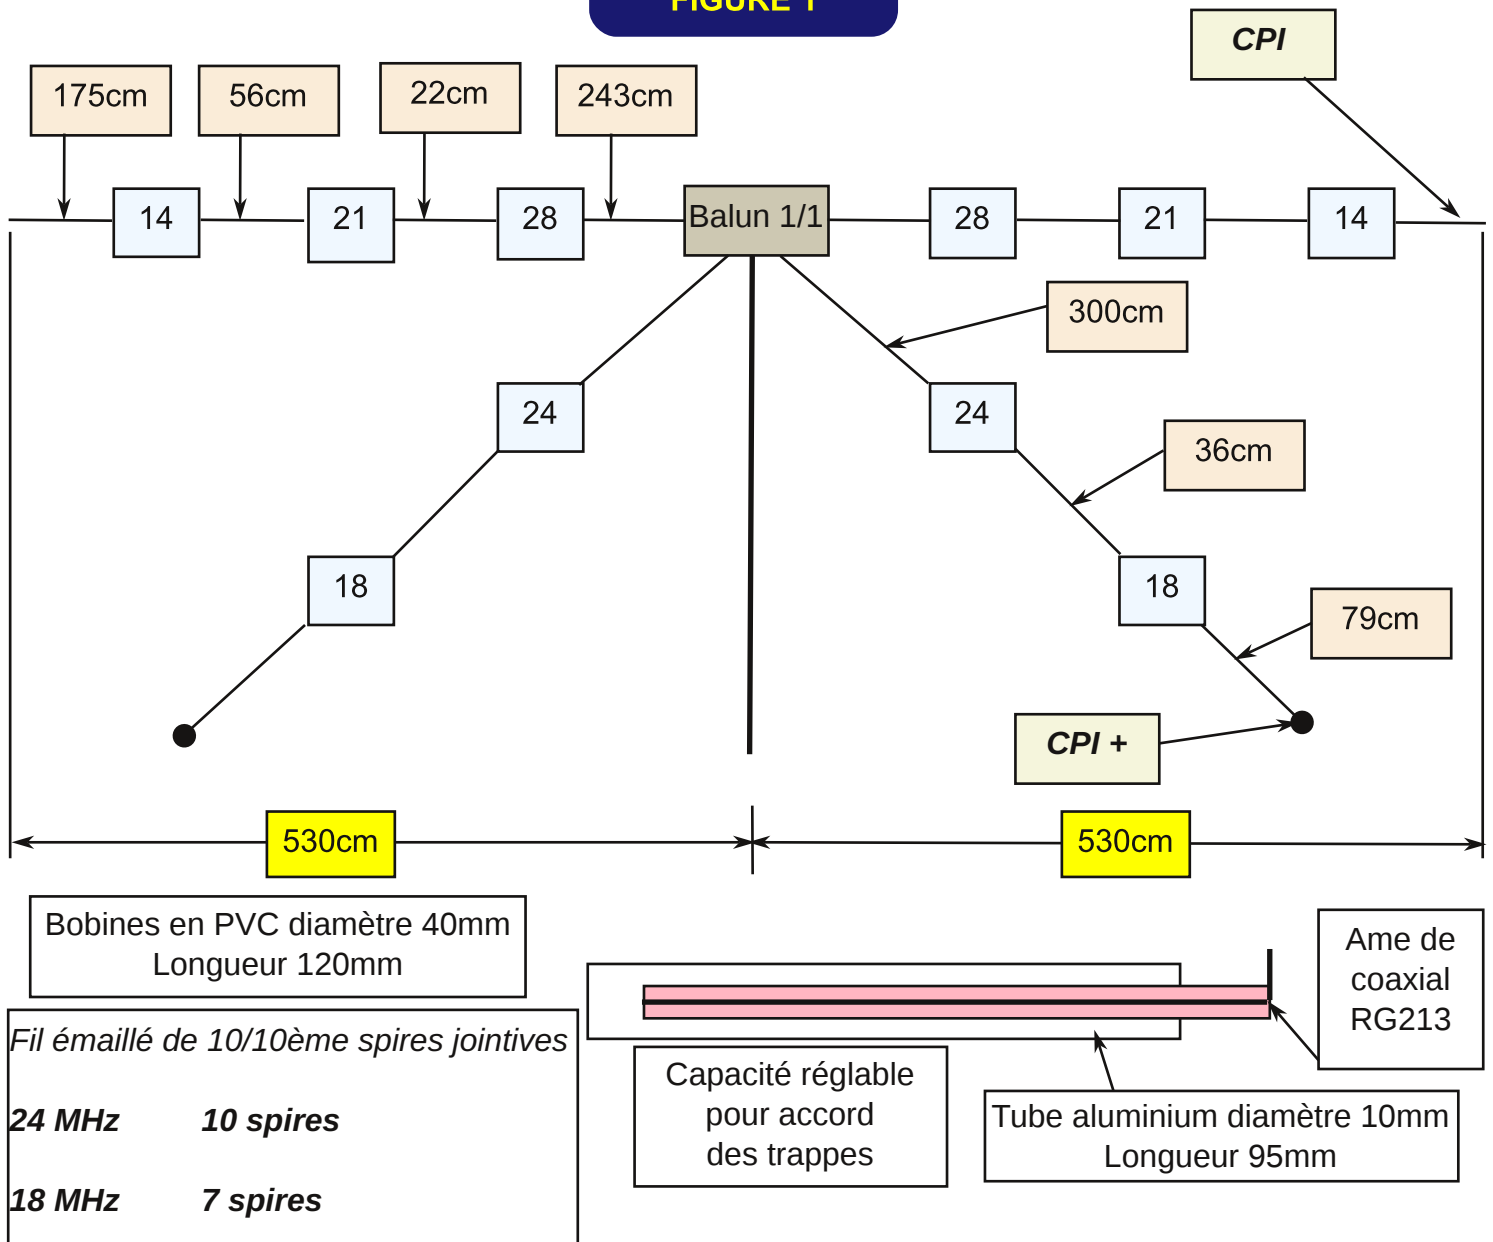 FIGURE 1
CPI
175cm
56cm
22cm
243cm
14
21
28
Balun 1/1
28
21
14
300cm
24
24
36cm
18
18
79cm
CPI +
530cm
530cm
Bobines en PVC diamètre 40mm
Longueur 120mm
Ame de
coaxial
RG213
Fil émaillé de 10/10ème spires jointives
24 MHz 10 spires
18 MHz 7 spires
Capacité réglable
pour accord
des trappes
Tube aluminium diamètre 10mm
Longueur 95mm